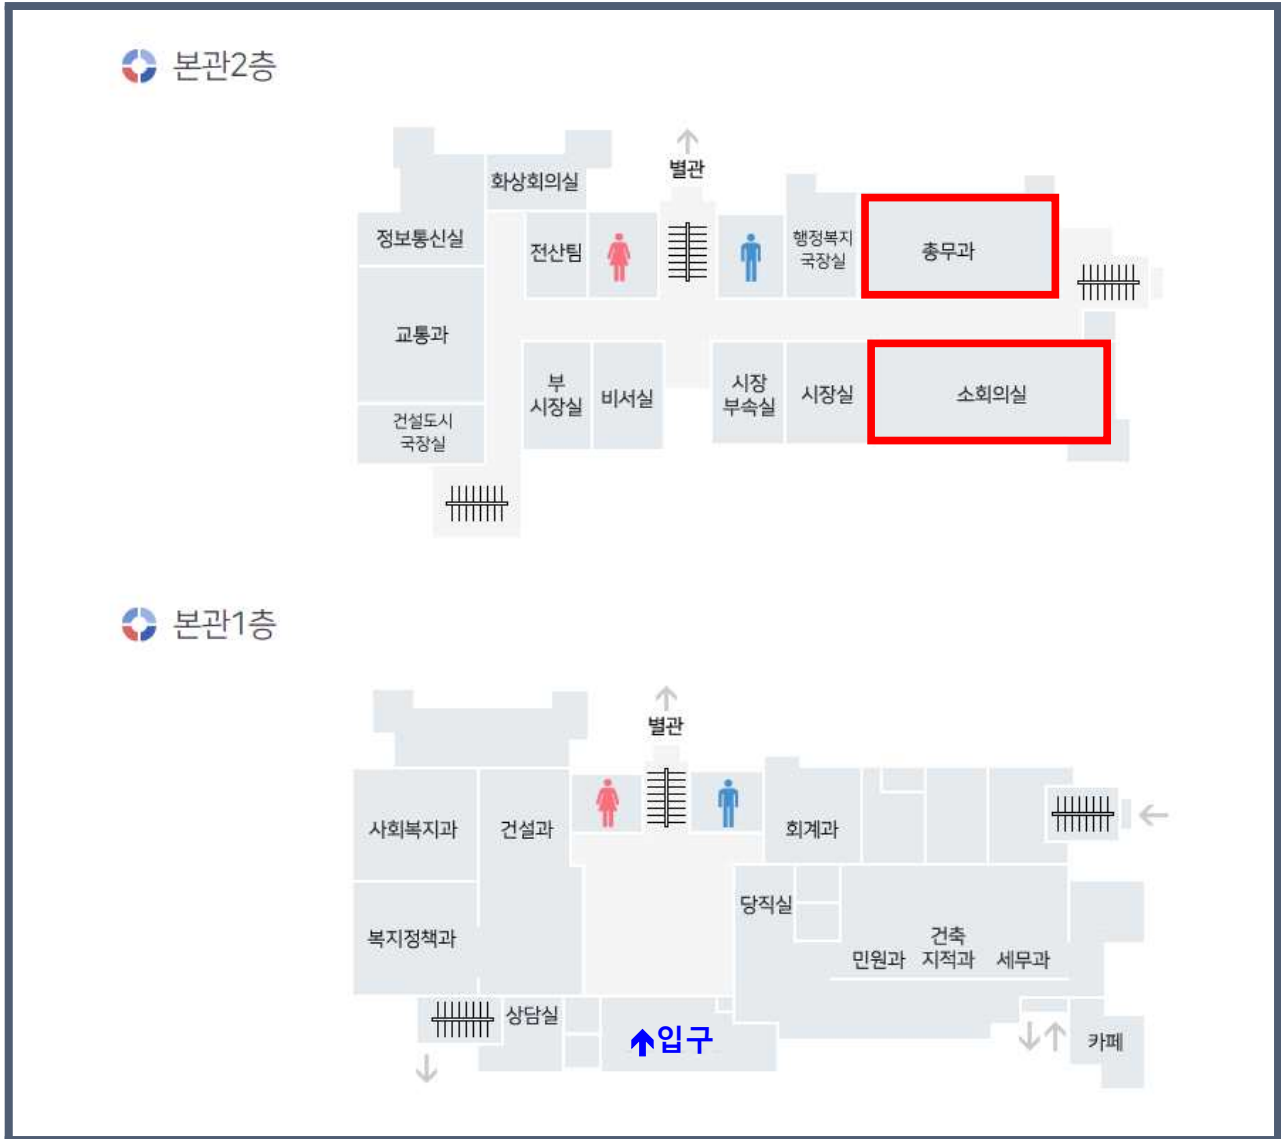 본관2층
별관
화상회의실
정보통신실
전산팀
행정복지
국장실
총무과
교통과
부
시장실
비서실
시장
부속실
시장실
소회의실
건설도시
국장실
본관1층
별관
사회복지과
건설과
회계과
당직실
복지정책과
민원과
건축
지적과
세무과
상담실
입구
카페